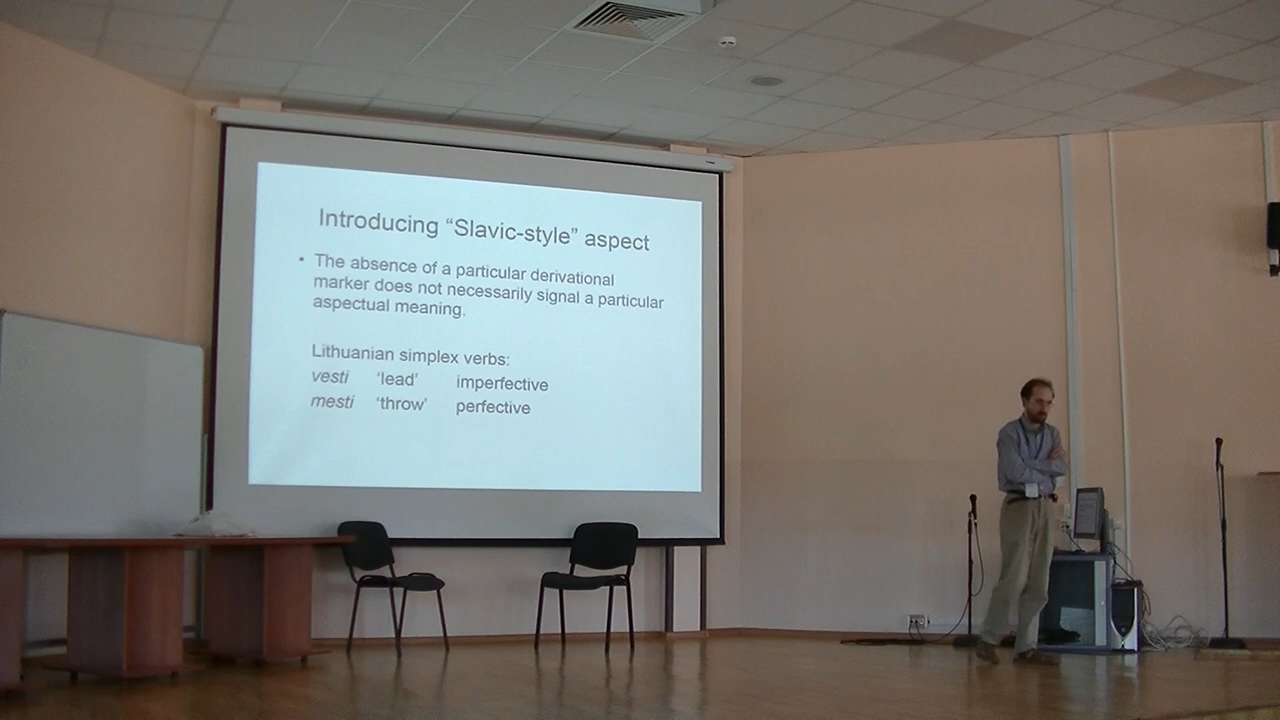 Introducing “Slavic-style” aspect
• The absence of a particular derivational
marker does not necessarily signal a particular
aspectual meaning.
Lithuanian simplex verbs:
vesti ‘lead’ imperfective
mesti ‘throw’ perfective